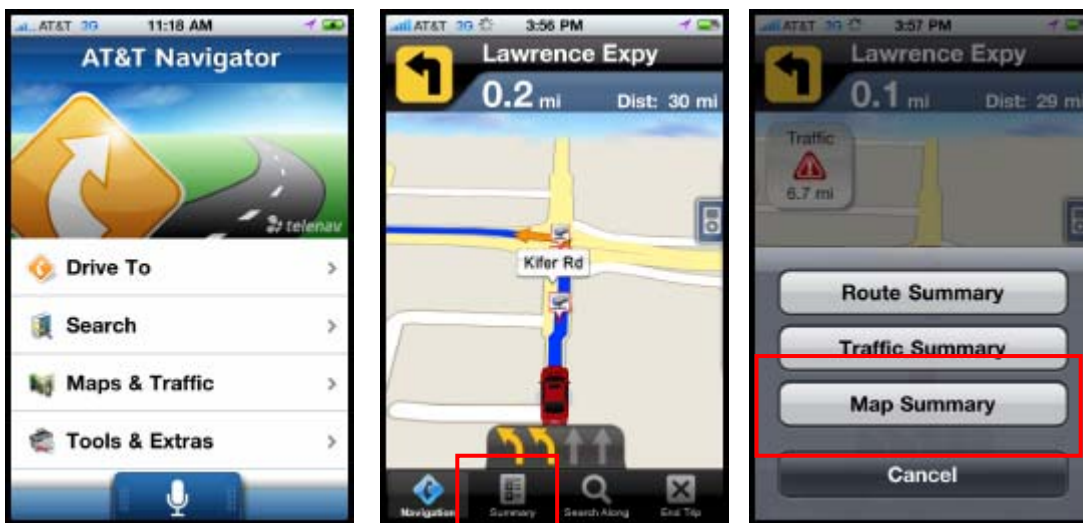 AT&T 3G 11:18 AM
AT&T Navigator
telenav
Drive To
Search
Maps & Traffic
Tools & Extras
AT&T 3G 3:56 PM
Lawrence Expy
0.2 mi Dist: 30 mi
Kifer Rd
Navigation Summary Search Along End Trip
AT&T 3G 3:57 PM
Lawrence Expy
0.1 mi Dist: 29 mi
Traffic
6.7 mi
Route Summary
Traffic Summary
Map Summary
Cancel